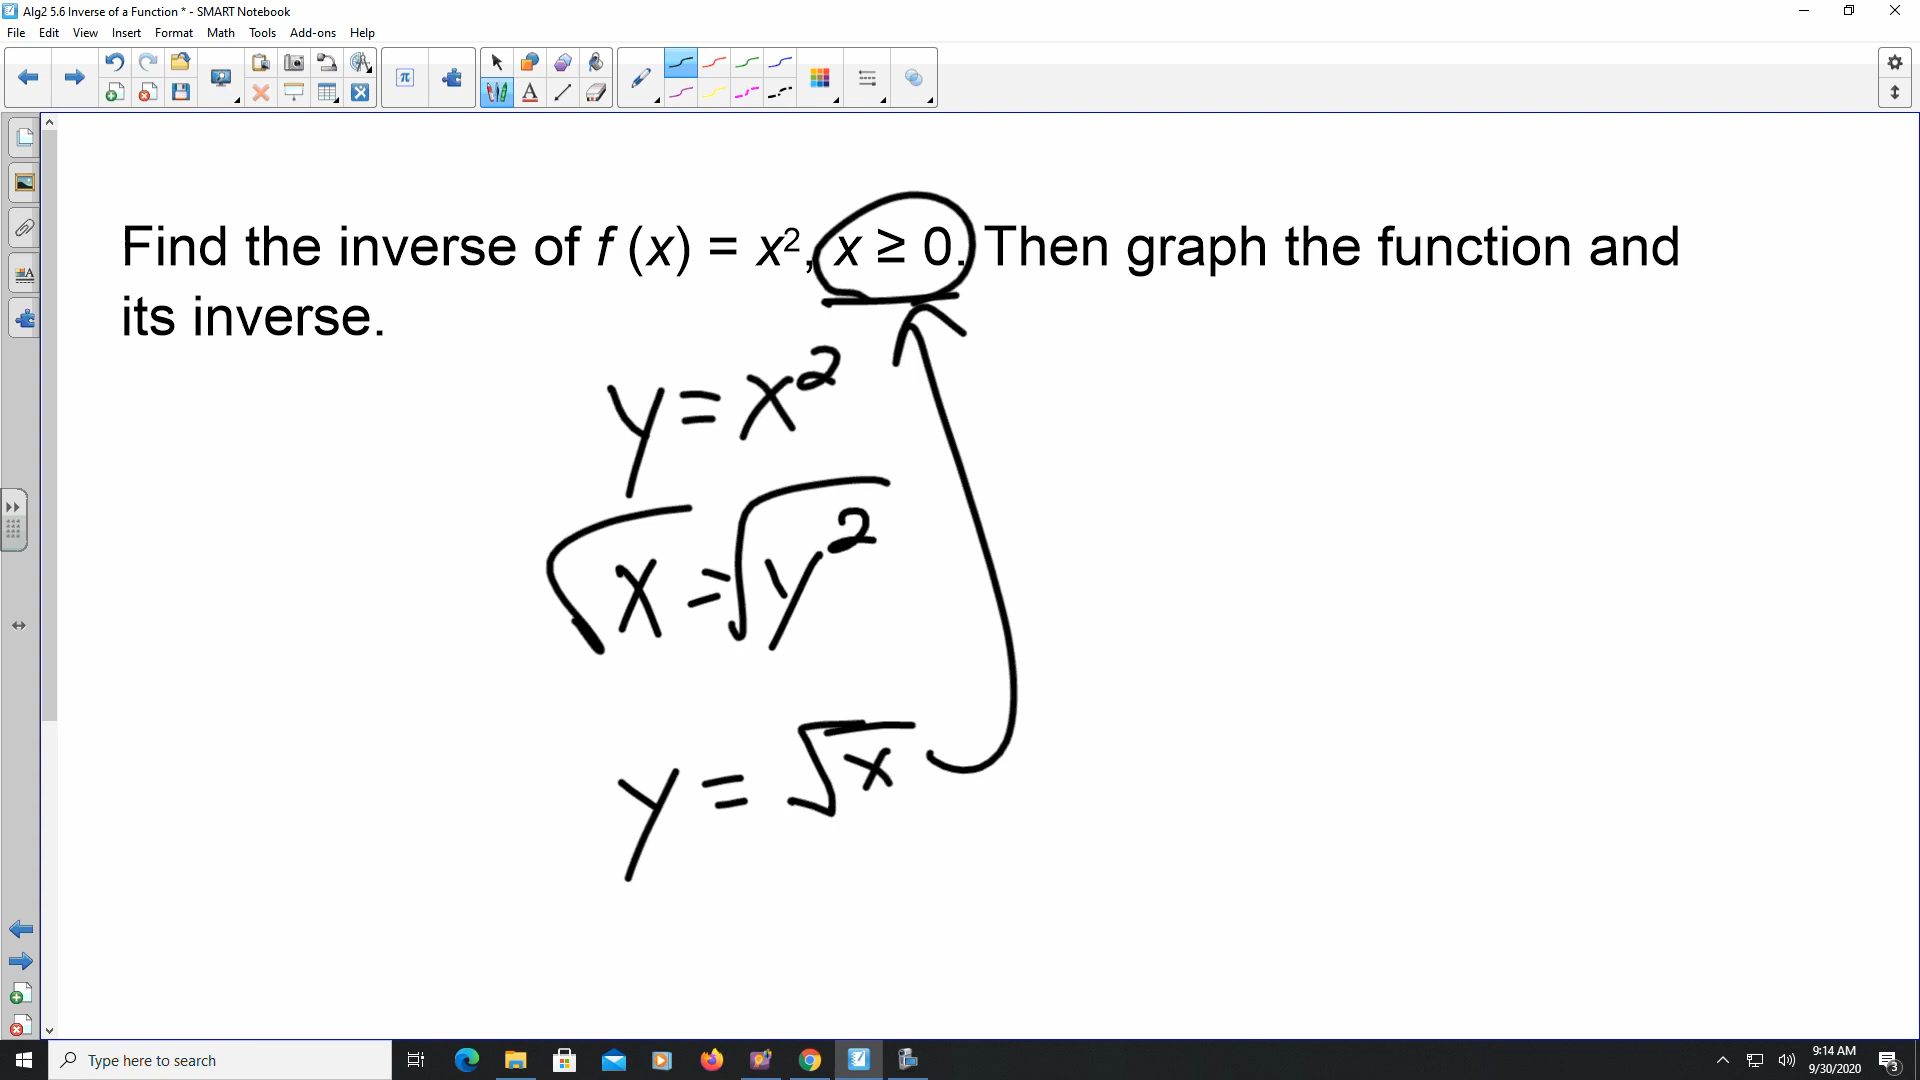 Alg2 5.6 Inverse of a Function * - SMART Notebook
File Edit View Insert Format Math Tools Add-ons Help
Find the inverse of f (x) = x², x ≥ 0. Then graph the function and
its inverse.
y = x²
√x = √y²
y = √x
Type here to search
9:14 AM
9/30/2020
3